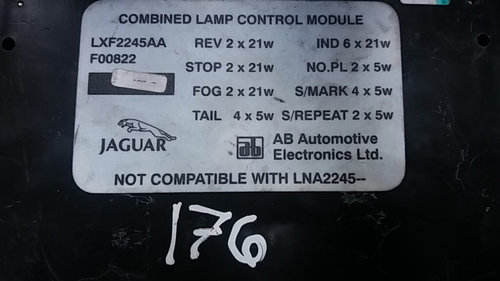 COMBINED LAMP CONTROL MODULE
LXF2245AA REV 2 x 21w IND 6 x 21w
F00822
STOP 2 x 21w NO.PL 2 x 5w
FOG 2 x 21w S/MARK 4 x 5w
TAIL 4 x 5w S/REPEAT 2 x 5w
JAGUAR
ab AB Automotive
Electronics Ltd.
NOT COMPATIBLE WITH LNA2245--
176